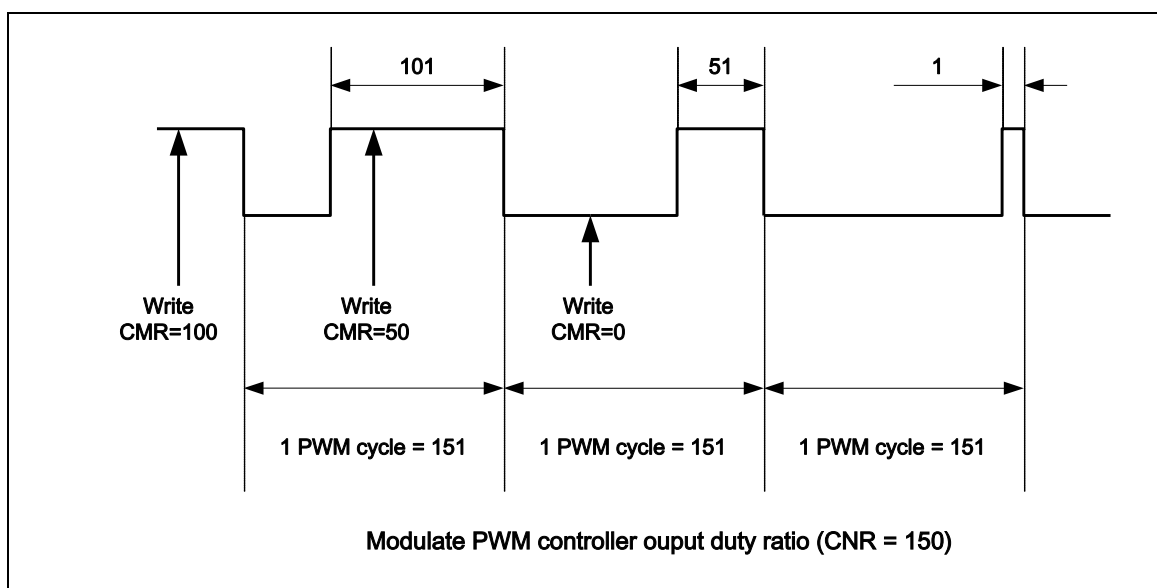 101
51
1
Write
CMR=100
Write
CMR=50
Write
CMR=0
1 PWM cycle = 151
1 PWM cycle = 151
1 PWM cycle = 151
Modulate PWM controller ouput duty ratio (CNR = 150)